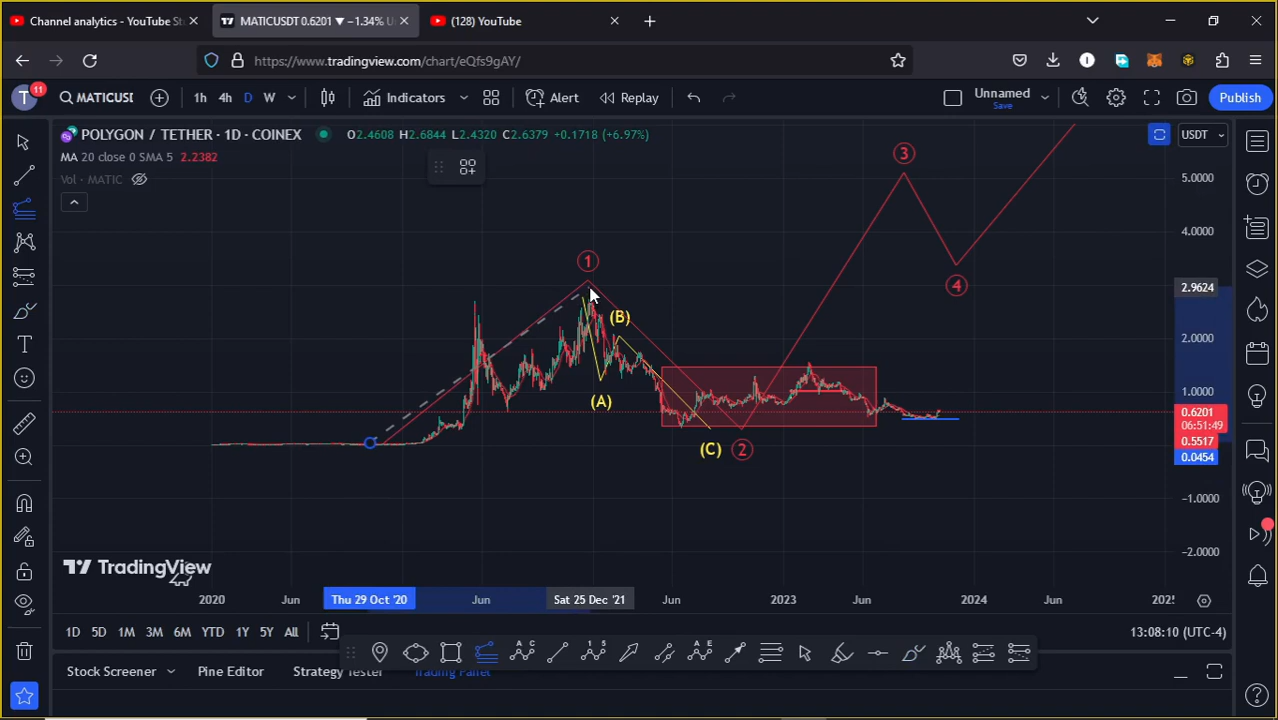 Channel analytics - YouTube St
MATICUSDT 0.6201 ▼ −1.34% U
(128) YouTube
https://www.tradingview.com/chart/eQfs9gAY/
T
11
MATICUSI
1h
4h
D
W
Indicators
Alert
Replay
Unnamed
Save
Publish
POLYGON / TETHER · 1D · COINEX
O2.4608 H2.6844 L2.4320 C2.6379 +0.1718 (+6.97%)
USDT
MA 20 close 0 SMA 5 2.2382
Vol · MATIC
5.0000
4.0000
2.9624
2.0000
1.0000
0.6201
06:51:49
0.5517
0.0454
−1.0000
−2.0000
1
(B)
(A)
(C)
2
3
4
TradingView
2020
Jun
Thu 29 Oct '20
Jun
Sat 25 Dec '21
Jun
2023
Jun
2024
Jun
2025
1D
5D
1M
3M
6M
YTD
1Y
5Y
All
13:08:10 (UTC-4)
Stock Screener
Pine Editor
Strategy Tester
Trading Panel